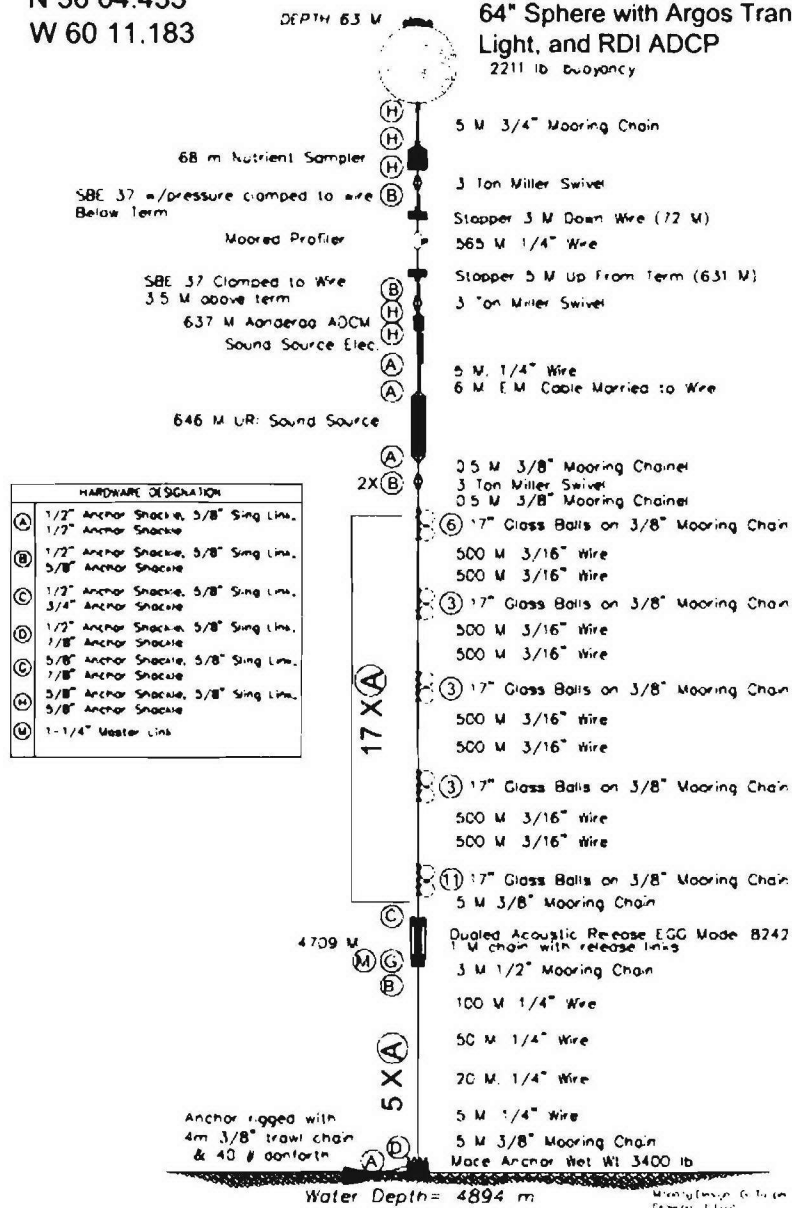 W 60 11.183
DEPTH 63 M
64" Sphere with Argos Tran
Light, and RDI ADCP
2211 lb buoyancy
H
5 M 3/4" Mooring Chain
H
68 m Nutrient Sampler
H
3 Ton Miller Swivel
SBE 37 w/pressure clamped to wire
Below Term
B
Stopper 3 M Down Wire (72 M)
Moored Profiler
565 M 1/4" Wire
Stopper 5 M Up From Term (631 M)
SBE 37 Clamped to Wire
3.5 M above term
B
3 Ton Miller Swivel
H
637 M Aanderaa ADCM
H
Sound Source Elec.
A
5 M. 1/4" Wire
A
6 M E M Cable Married to Wire
646 M URI Sound Source
A
0.5 M 3/8" Mooring Chainel
2X B
3 Ton Miller Swivel
0.5 M 3/8" Mooring Chainel
HARDWARE DESIGNATION
A 1/2" Anchor Shackle, 5/8" Sling Link,
1/2" Anchor Shackle
B 1/2" Anchor Shackle, 5/8" Sling Link,
5/8" Anchor Shackle
C 1/2" Anchor Shackle, 5/8" Sling Link,
3/4" Anchor Shackle
D 1/2" Anchor Shackle, 5/8" Sling Link,
7/8" Anchor Shackle
G 5/8" Anchor Shackle, 5/8" Sling Link,
7/8" Anchor Shackle
H 5/8" Anchor Shackle, 5/8" Sling Link,
5/8" Anchor Shackle
M 1-1/4" Master Link
17 X A
6 17" Glass Balls on 3/8" Mooring Chain
500 M 3/16" Wire
500 M 3/16" Wire
3 17" Glass Balls on 3/8" Mooring Chain
500 M 3/16" Wire
500 M 3/16" Wire
3 17" Glass Balls on 3/8" Mooring Chain
500 M 3/16" Wire
500 M 3/16" Wire
3 17" Glass Balls on 3/8" Mooring Chain
500 M 3/16" Wire
500 M 3/16" Wire
11 17" Glass Balls on 3/8" Mooring Chain
5 M 3/8" Mooring Chain
C
4709 M
Dualed Acoustic Release EGG Mode 8242
1 M chain with release links
M G
3 M 1/2" Mooring Chain
B
100 M 1/4" Wire
50 M 1/4" Wire
5 X A
20 M. 1/4" Wire
5 M 1/4" Wire
Anchor rigged with
4m 3/8" trawl chain
& 40 # danforth
5 M 3/8" Mooring Chain
D
A
Mace Anchor Wet Wt 3400 lb
Water Depth= 4894 m